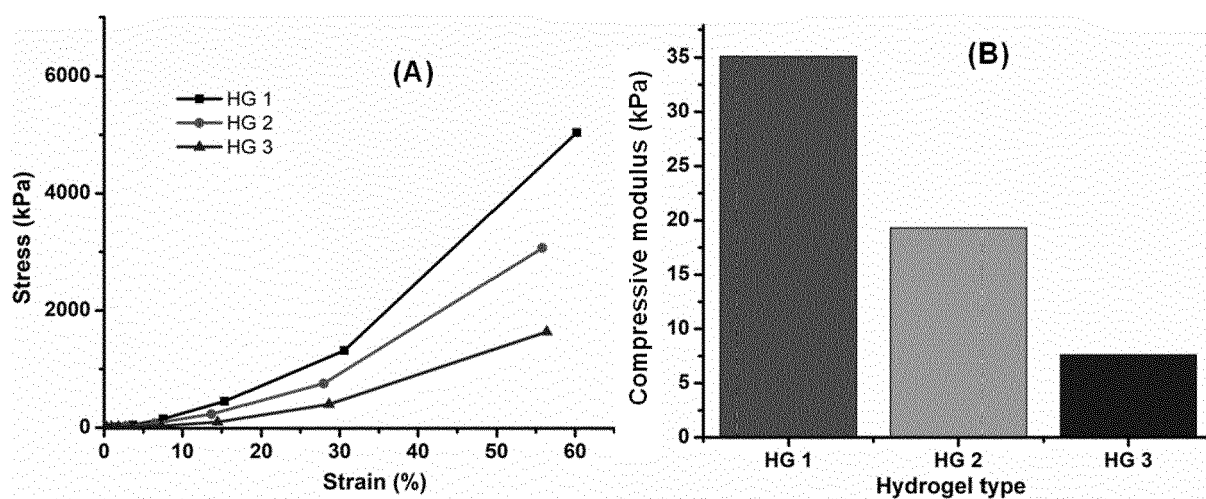 (A)
HG 1
HG 2
HG 3
6000
4000
2000
0
Stress (kPa)
0 10 20 30 40 50 60
Strain (%)
(B)
35
30
25
20
15
10
5
0
Compressive modulus (kPa)
HG 1 HG 2 HG 3
Hydrogel type